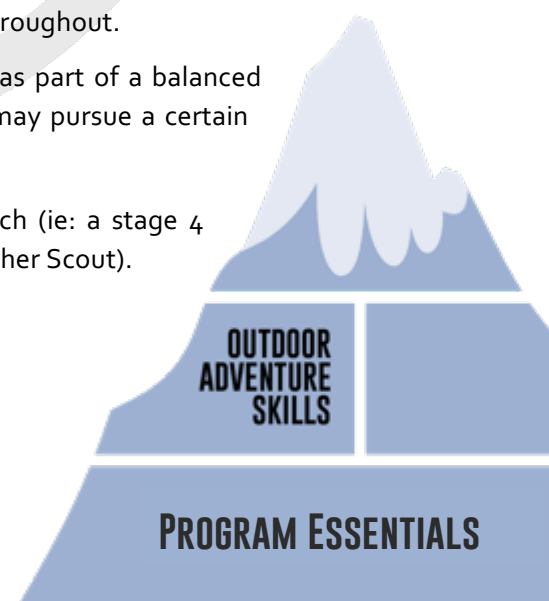 roughout.
as part of a balanced
may pursue a certain
ch (ie: a stage 4
her Scout).
OUTDOOR
ADVENTURE
SKILLS
PROGRAM ESSENTIALS